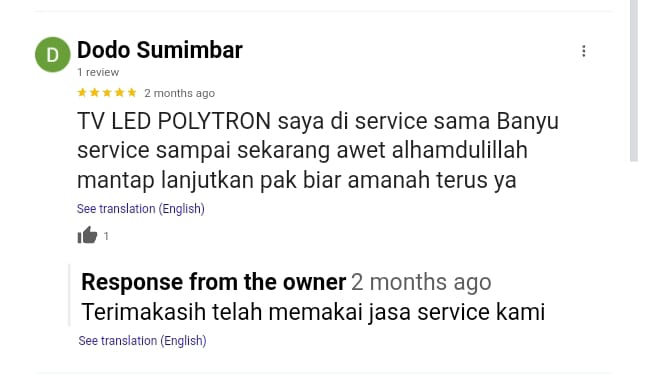 D
Dodo Sumimbar
1 review
2 months ago
TV LED POLYTRON saya di service sama Banyu
service sampai sekarang awet alhamdulillah
mantap lanjutkan pak biar amanah terus ya
See translation (English)
1
Response from the owner 2 months ago
Terimakasih telah memakai jasa service kami
See translation (English)